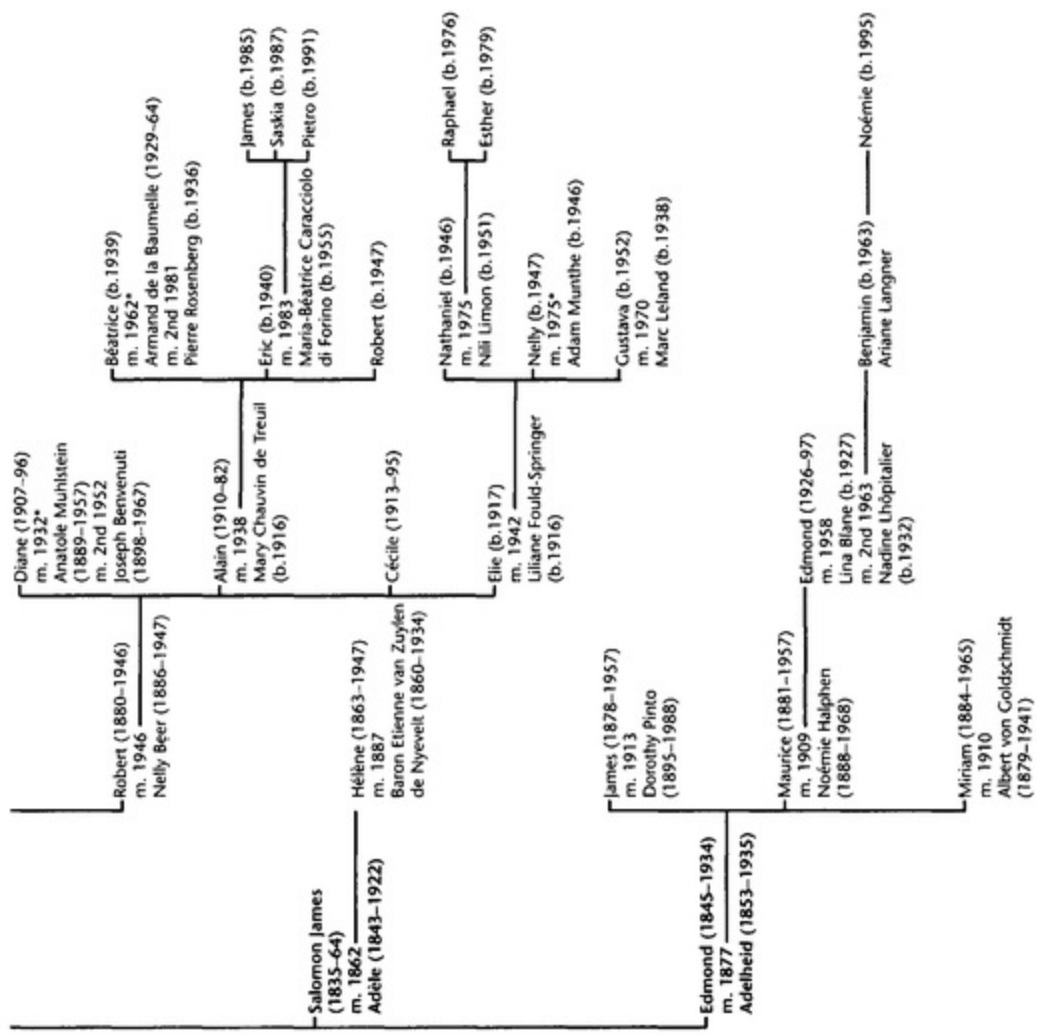 Salomon James
(1835–64)
m. 1862
Adèle (1843–1922)
Edmond (1845–1934)
m. 1877
Adelheid (1853–1935)
Robert (1880–1946)
m. 1946
Nelly Beer (1886–1947)
Hélène (1863–1947)
m. 1887
Baron Etienne van Zuylen
de Nyevelt (1860–1934)
James (1878–1957)
m. 1913
Dorothy Pinto
(1895–1988)
Maurice (1881–1957)
m. 1909
Noémie Halphen
(1888–1968)
Miriam (1884–1965)
m. 1910
Albert von Goldschmidt
(1879–1941)
Diane (1907–96)
m. 1932*
Anatole Muhlstein
(1889–1957)
m. 2nd 1952
Joseph Benvenuti
(1898–1967)
Alain (1910–82)
m. 1938
Mary Chauvin de Treuil
(b.1916)
Cécile (1913–95)
Elie (b.1917)
m. 1942
Liliane Fould-Springer
(b.1916)
Edmond (1926–97)
m. 1958
Lina Blane (b.1927)
m. 2nd 1963
Nadine Lhôpitalier
(b.1932)
Béatrice (b.1939)
m. 1962*
Armand de la Baumelle (1929–64)
m. 2nd 1981
Pierre Rosenberg (b.1936)
Eric (b.1940)
m. 1983
Maria-Béatrice Caracciolo
di Forino (b.1955)
Robert (b.1947)
Nathaniel (b.1946)
m. 1975
Nili Limon (b.1951)
Nelly (b.1947)
m. 1975*
Adam Munthe (b.1946)
Gustava (b.1952)
m. 1970
Marc Leland (b.1938)
Benjamin (b.1963)
Ariane Langner
James (b.1985)
Saskia (b.1987)
Pietro (b.1991)
Raphael (b.1976)
Esther (b.1979)
Noémie (b.1995)